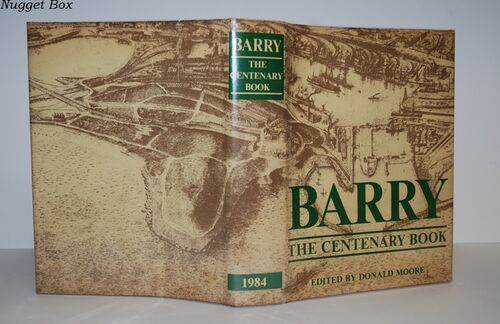 Nugget Box
BARRY
THE
CENTENARY
BOOK
1984
BARRY
THE CENTENARY BOOK
EDITED BY DONALD MOORE